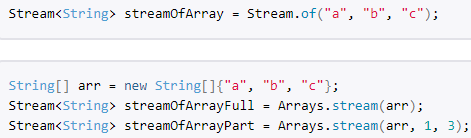 Stream<String> streamOfArray = Stream.of("a", "b", "c");
String[] arr = new String[]{"a", "b", "c"};
Stream<String> streamOfArrayFull = Arrays.stream(arr);
Stream<String> streamOfArrayPart = Arrays.stream(arr, 1, 3);